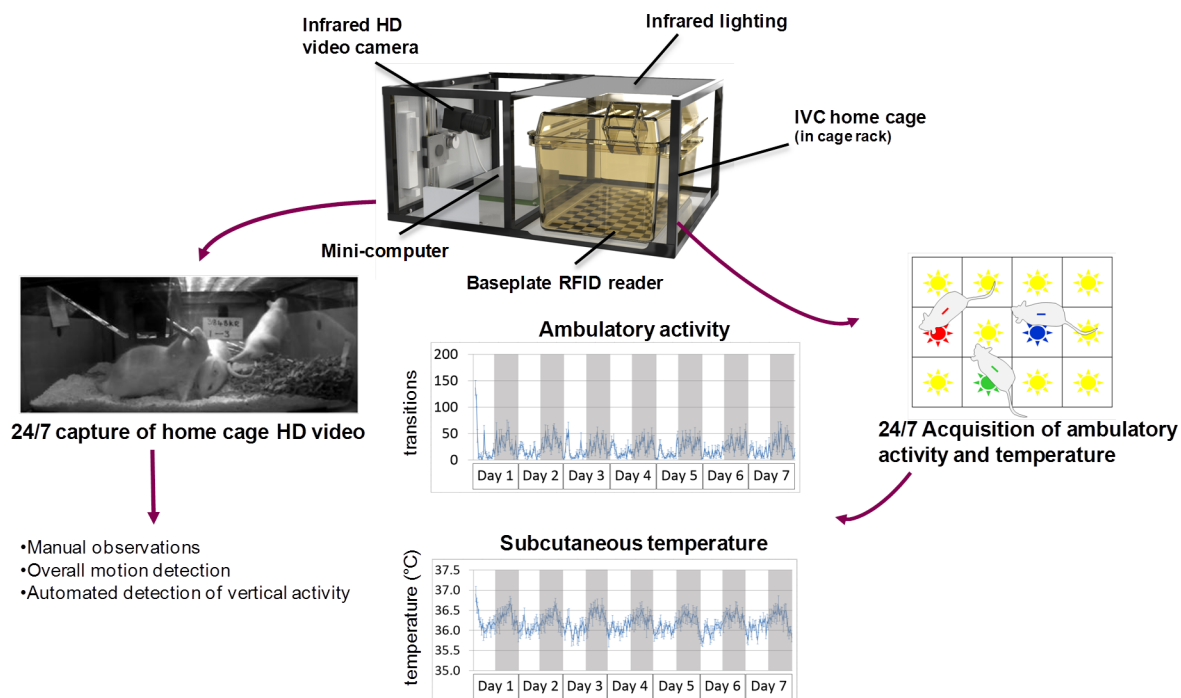 Infrared HD
video camera
Infrared lighting
IVC home cage
(in cage rack)
Mini-computer
Baseplate RFID reader
24/7 capture of home cage HD video
•Manual observations
•Overall motion detection
•Automated detection of vertical activity
Ambulatory activity
transitions
200
150
100
50
0
Day 1 Day 2 Day 3 Day 4 Day 5 Day 6 Day 7
24/7 Acquisition of ambulatory
activity and temperature
Subcutaneous temperature
temperature (°C)
37.5
37.0
36.5
36.0
35.5
35.0
Day 1 Day 2 Day 3 Day 4 Day 5 Day 6 Day 7